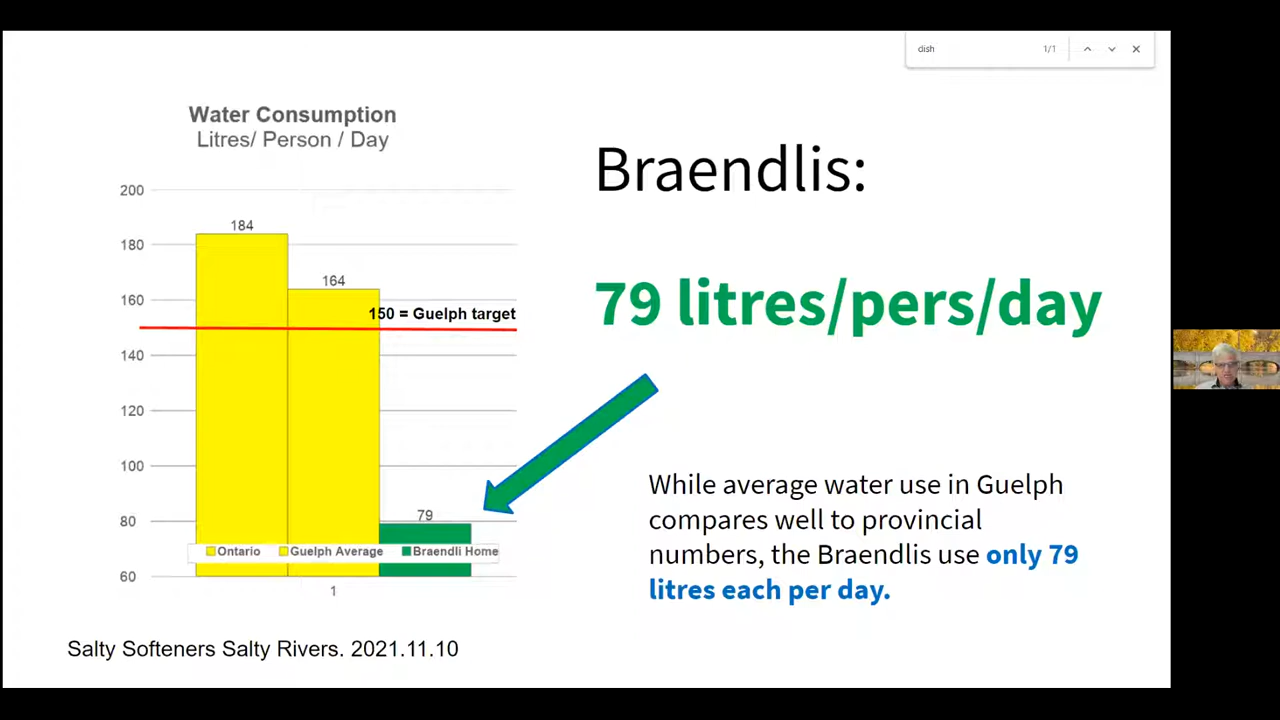 dish
1/1
Water Consumption
Litres/ Person / Day
200
184
180
164
160
150 = Guelph target
140
120
100
80
79
Ontario Guelph Average Braendli Home
60
1
Braendlis:
79 litres/pers/day
While average water use in Guelph
compares well to provincial
numbers, the Braendlis use only 79
litres each per day.
Salty Softeners Salty Rivers. 2021.11.10